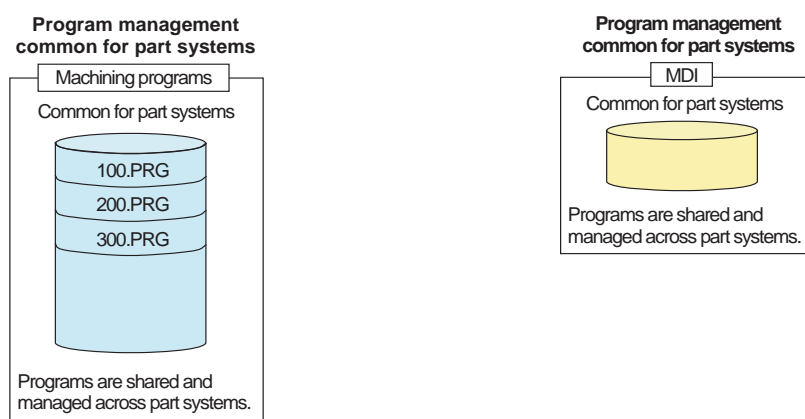 Program management
common for part systems
Machining programs
Common for part systems
100.PRG
200.PRG
300.PRG
Programs are shared and
managed across part systems.
Program management
common for part systems
MDI
Common for part systems
Programs are shared and
managed across part systems.